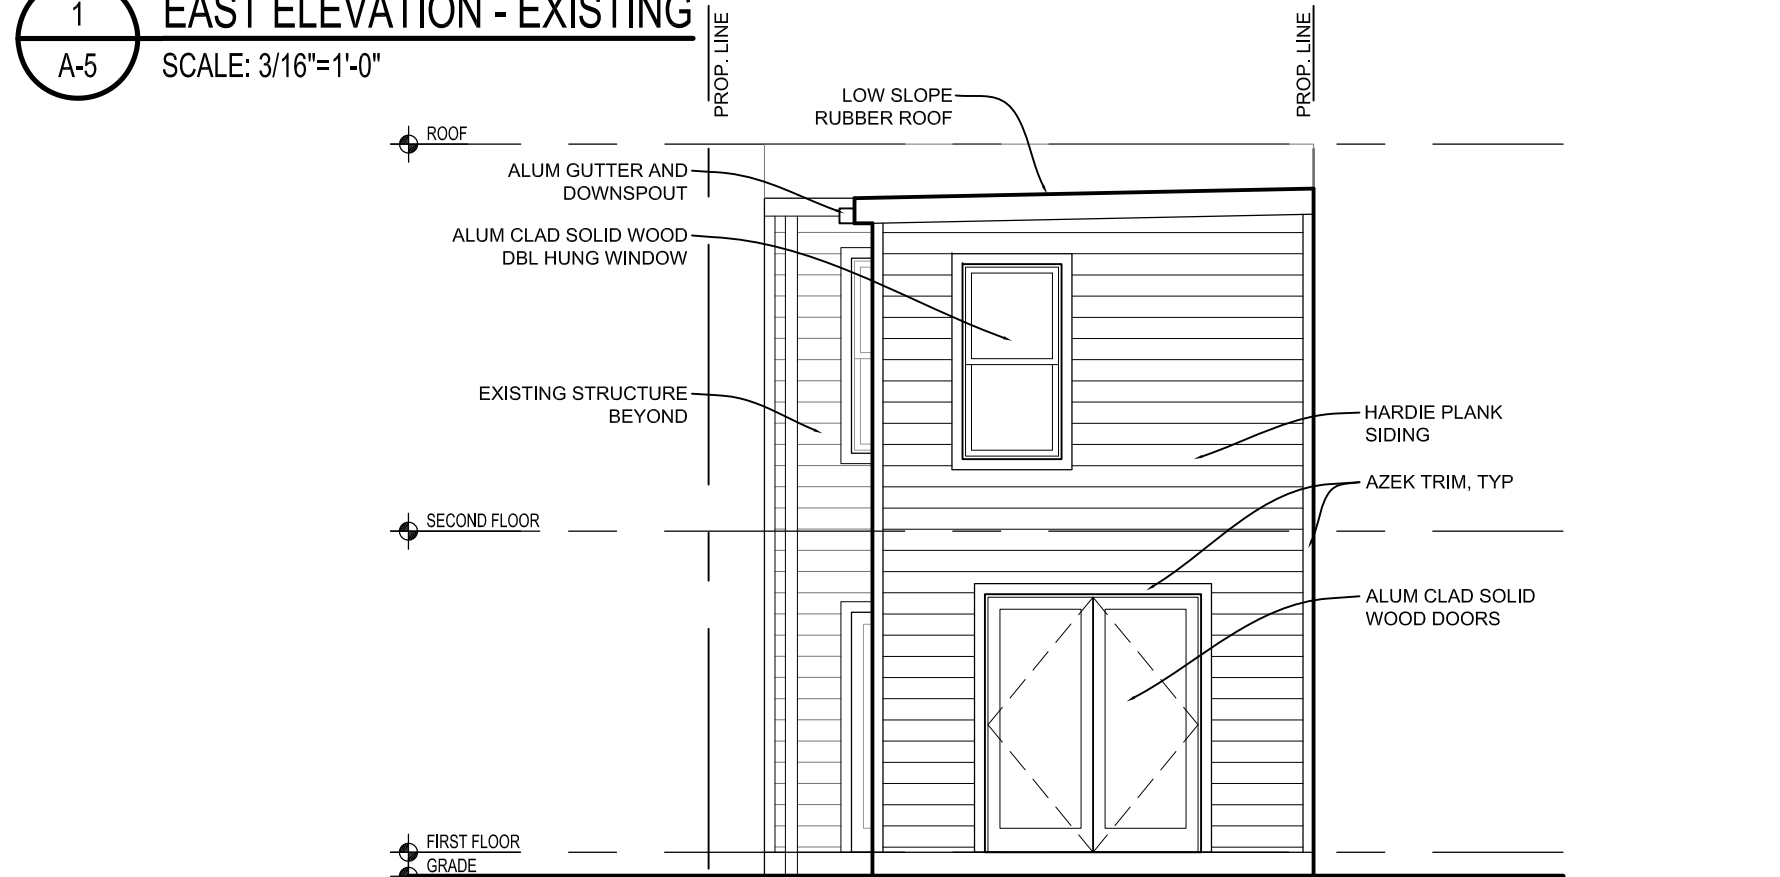 1
EAST ELEVATION - EXISTING
A-5
SCALE: 3/16"=1'-0"
PROP. LINE
PROP. LINE
LOW SLOPE
RUBBER ROOF
ROOF
ALUM GUTTER AND
DOWNSPOUT
ALUM CLAD SOLID WOOD
DBL HUNG WINDOW
EXISTING STRUCTURE
BEYOND
HARDIE PLANK
SIDING
AZEK TRIM, TYP
SECOND FLOOR
ALUM CLAD SOLID
WOOD DOORS
FIRST FLOOR
GRADE